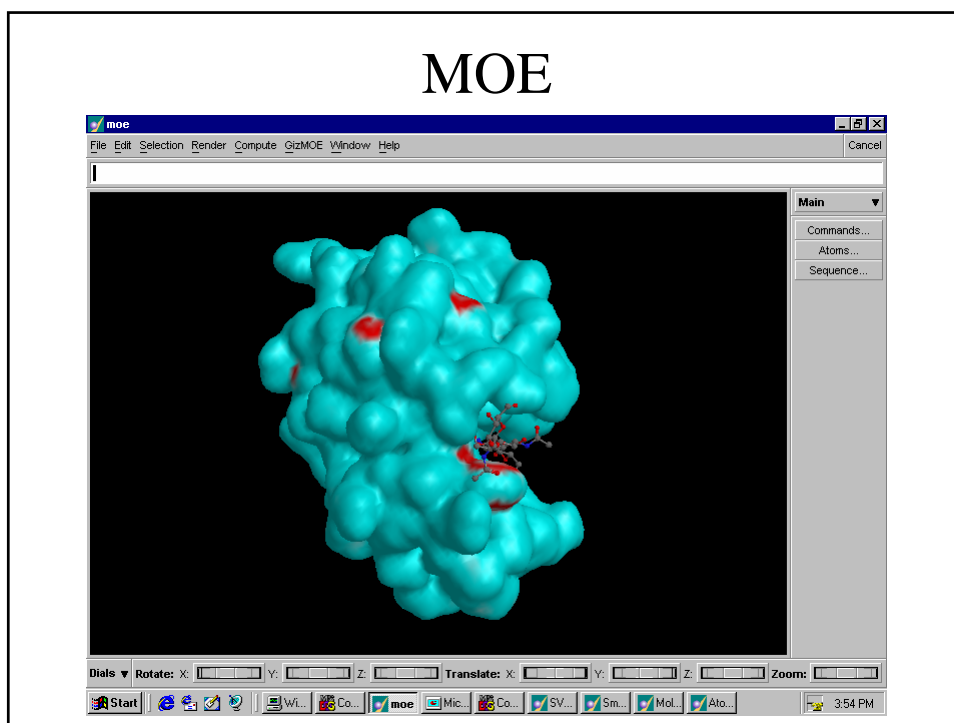 MOE
moe
File Edit Selection Render Compute GizMOE Window Help Cancel
Main
Commands...
Atoms...
Sequence...
Dials Rotate: X: Y: Z: Translate: X: Y: Z: Zoom:
Start Wi... Co... moe Mic... Co... SV... Sm... Mol... Ato... 3:54 PM